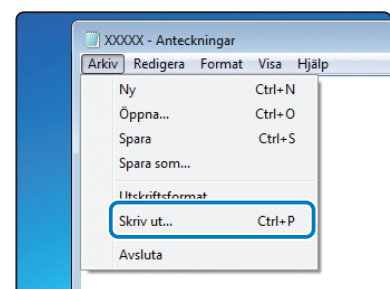 XXXXX - Anteckningar
Arkiv Redigera Format Visa Hjälp
Ny Ctrl+N
Öppna... Ctrl+O
Spara Ctrl+S
Spara som...
Utskriftsformat
Skriv ut... Ctrl+P
Avsluta